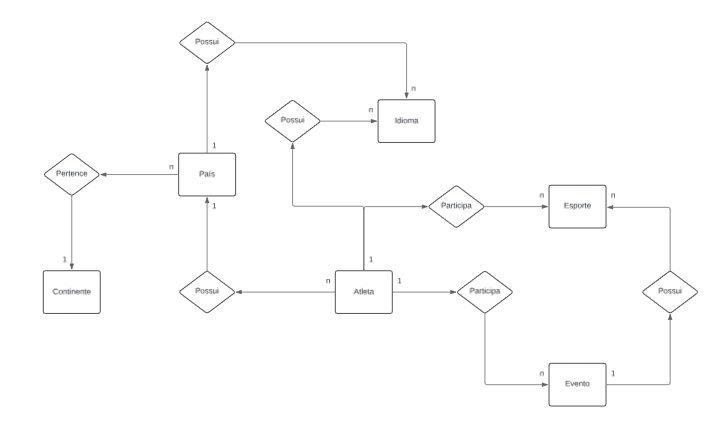 Possui
n
Possui
n
Idioma
1
Pertence
n
País
1
Participa
n
Esporte
n
1
1
Continente
Possui
n
Atleta
1
Participa
Possui
n
Evento
1